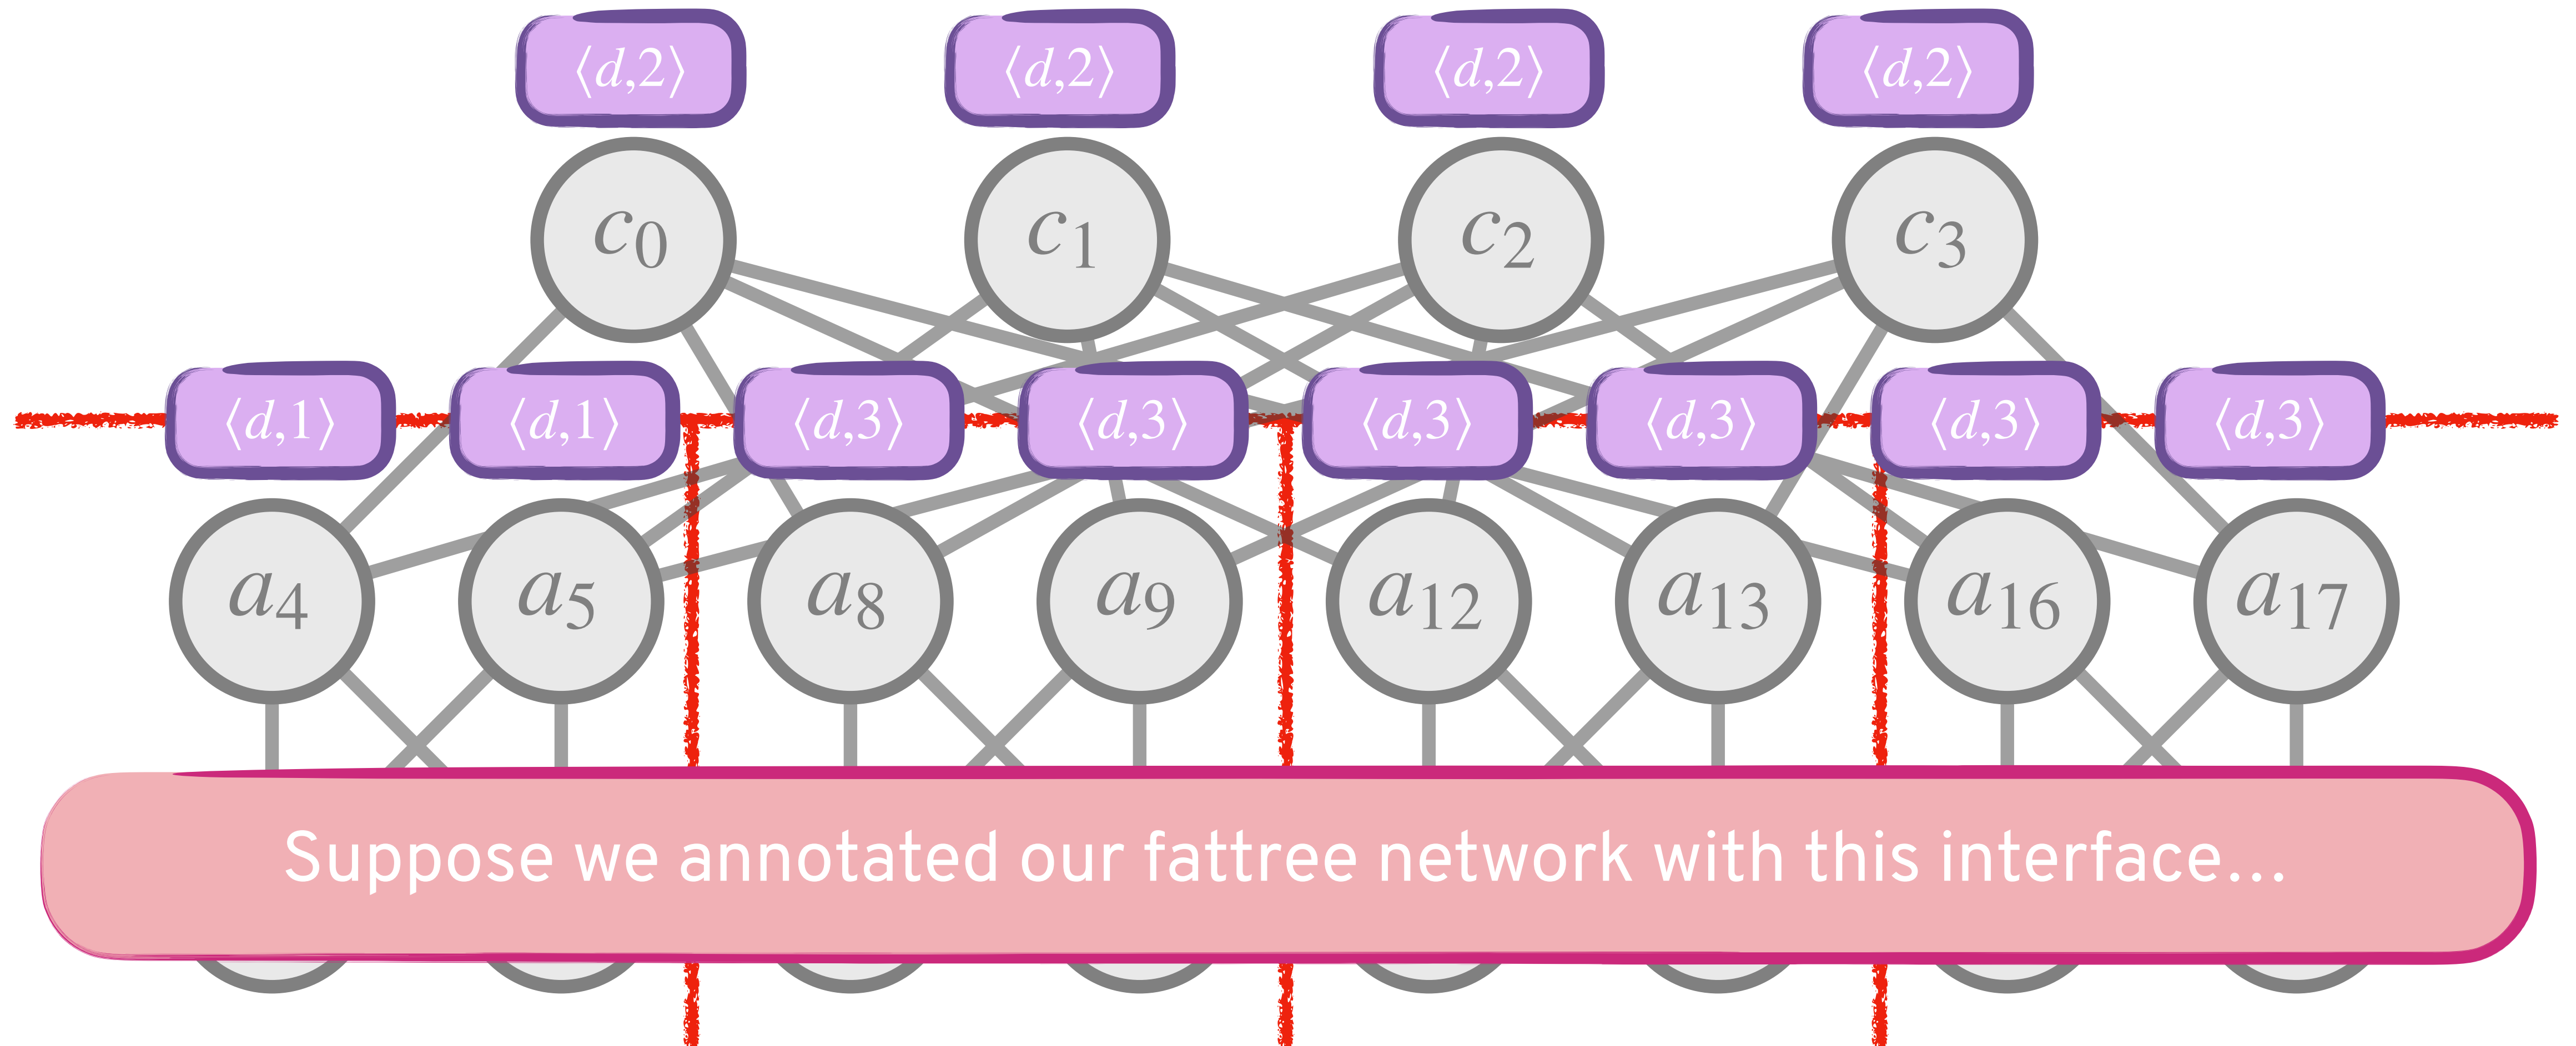 ⟨d,2⟩ ⟨d,2⟩ ⟨d,2⟩ ⟨d,2⟩
c₀ c₁ c₂ c₃
⟨d,1⟩ ⟨d,1⟩ ⟨d,3⟩ ⟨d,3⟩ ⟨d,3⟩ ⟨d,3⟩ ⟨d,3⟩ ⟨d,3⟩
a₄ a₅ a₈ a₉ a₁₂ a₁₃ a₁₆ a₁₇
Suppose we annotated our fattree network with this interface...